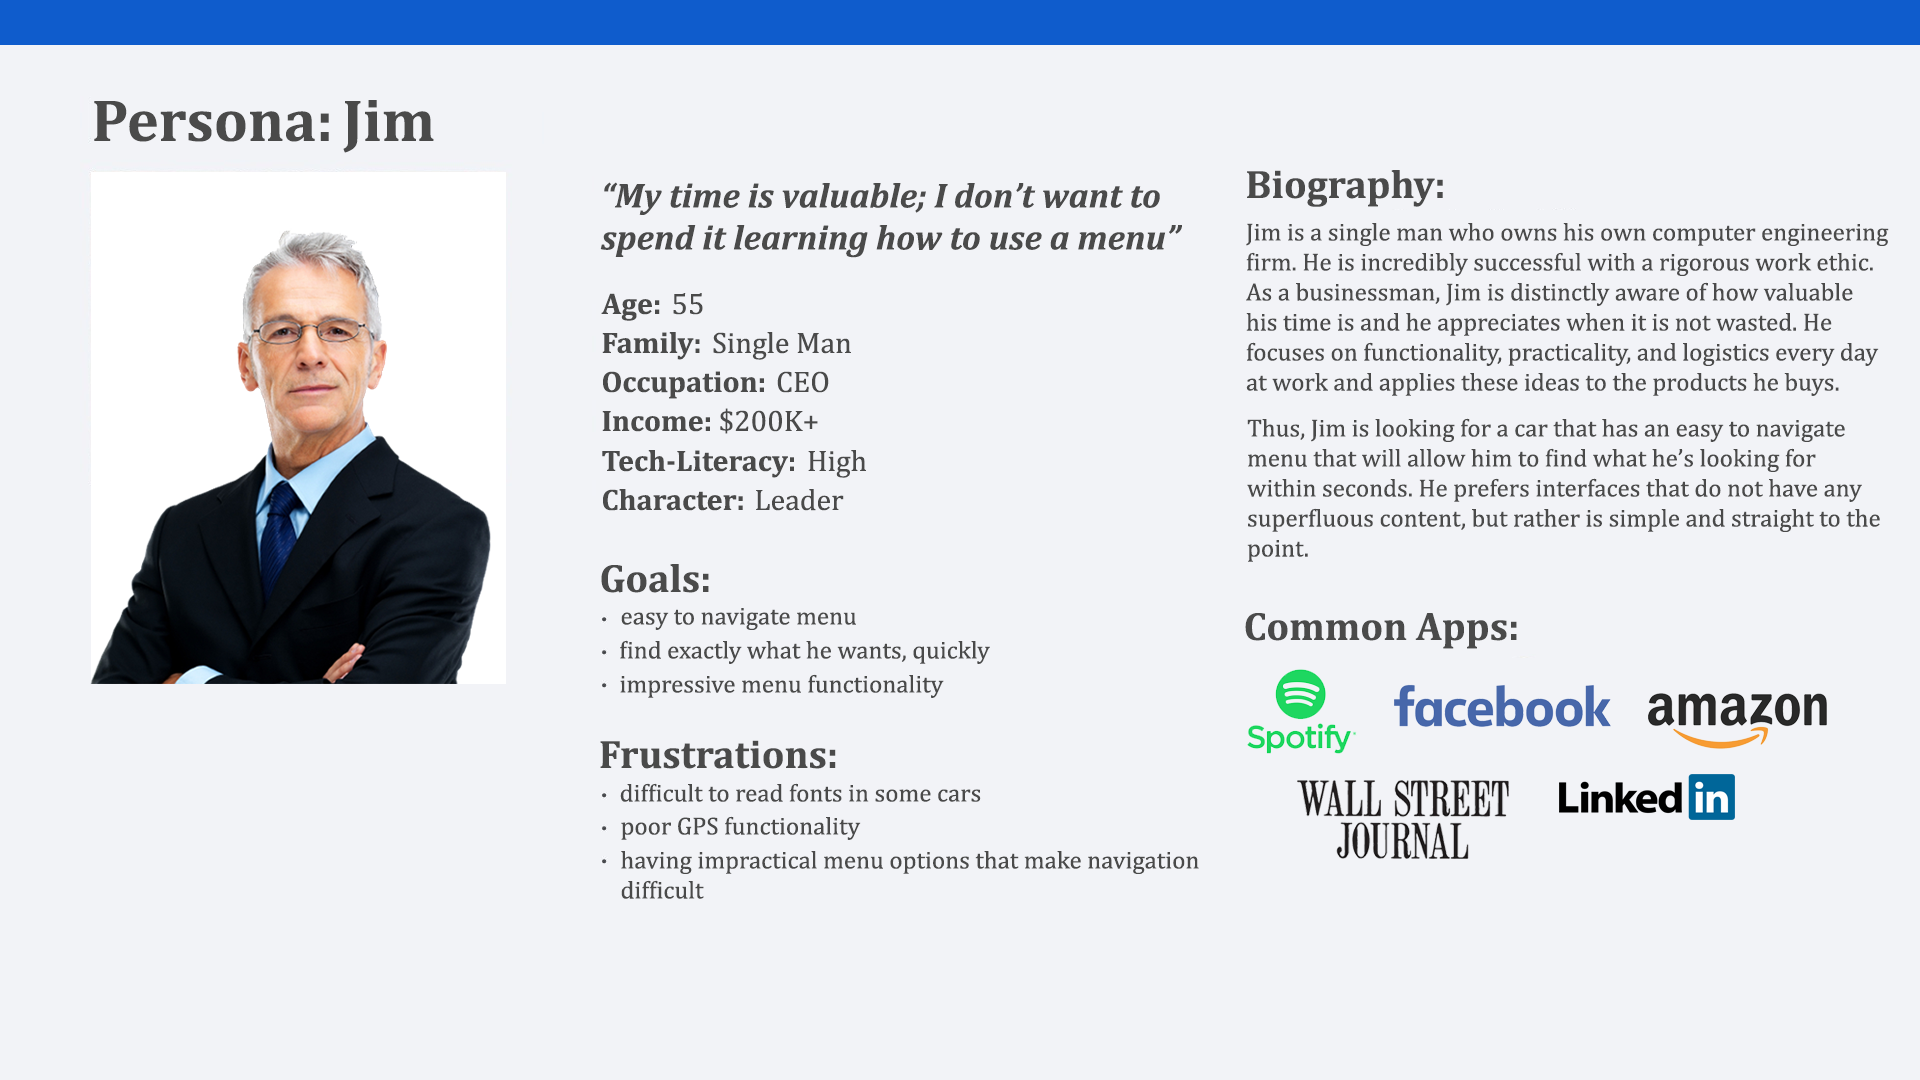 Persona: Jim
“My time is valuable; I don’t want to
spend it learning how to use a menu”
Age: 55
Family: Single Man
Occupation: CEO
Income: $200K+
Tech-Literacy: High
Character: Leader
Goals:
• easy to navigate menu
• find exactly what he wants, quickly
• impressive menu functionality
Frustrations:
• difficult to read fonts in some cars
• poor GPS functionality
• having impractical menu options that make navigation
difficult
Biography:
Jim is a single man who owns his own computer engineering
firm. He is incredibly successful with a rigorous work ethic.
As a businessman, Jim is distinctly aware of how valuable
his time is and he appreciates when it is not wasted. He
focuses on functionality, practicality, and logistics every day
at work and applies these ideas to the products he buys.
Thus, Jim is looking for a car that has an easy to navigate
menu that will allow him to find what he’s looking for
within seconds. He prefers interfaces that do not have any
superfluous content, but rather is simple and straight to the
point.
Common Apps:
Spotify
facebook
amazon
WALL STREET
JOURNAL
Linkedin